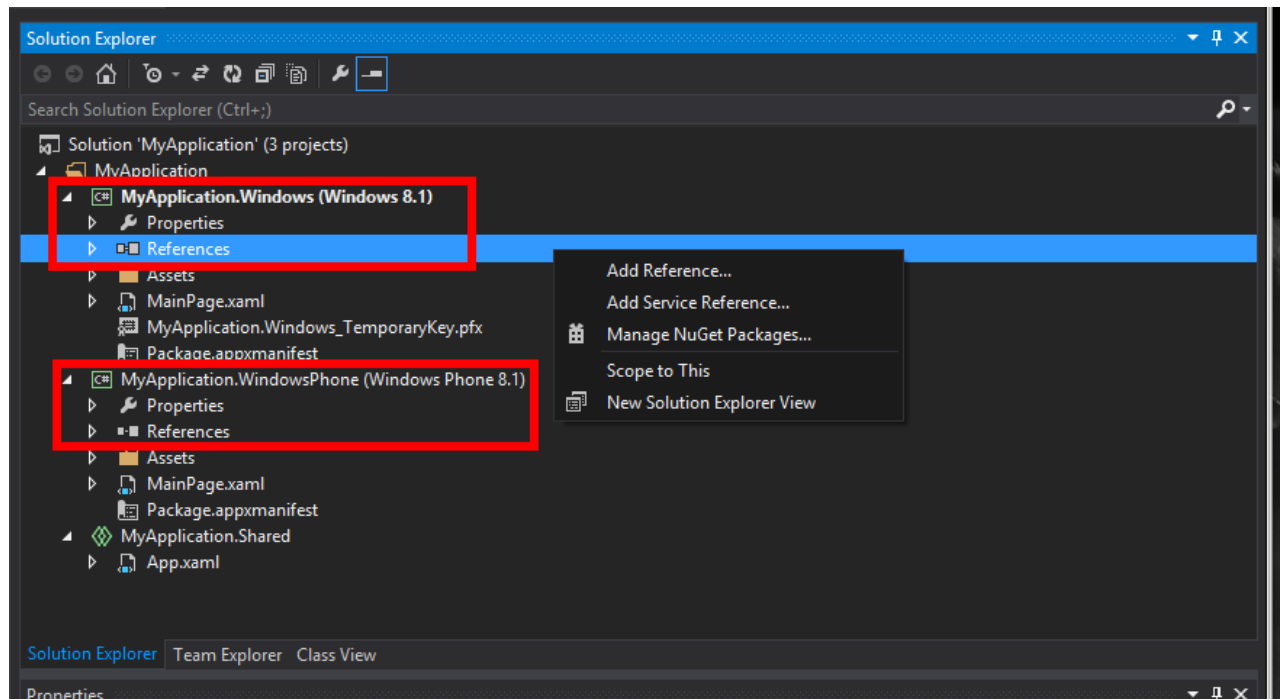 Solution Explorer
Search Solution Explorer (Ctrl+;)
Solution 'MyApplication' (3 projects)
MyApplication
C# MyApplication.Windows (Windows 8.1)
Properties
References
Assets
MainPage.xaml
MyApplication.Windows_TemporaryKey.pfx
Package.appxmanifest
C# MyApplication.WindowsPhone (Windows Phone 8.1)
Properties
References
Assets
MainPage.xaml
Package.appxmanifest
MyApplication.Shared
App.xaml
Add Reference...
Add Service Reference...
Manage NuGet Packages...
Scope to This
New Solution Explorer View
Solution Explorer Team Explorer Class View
Properties